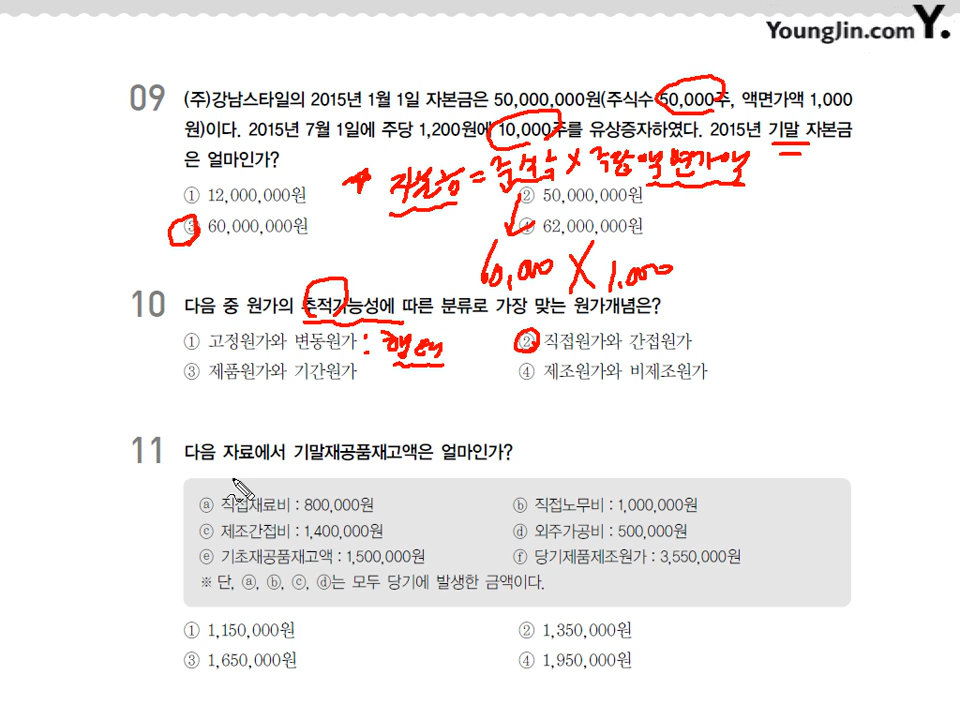 YoungJin.com Y.
09 (주)강남스타일의 2015년 1월 1일 자본금은 50,000,000원(주식수 50,000주, 액면가액 1,000
원)이다. 2015년 7월 1일에 주당 1,200원에 10,000주를 유상증자하였다. 2015년 기말 자본금
은 얼마인가?
→ 자본금 = 주식수 × 주당 액면가액
① 12,000,000원 ② 50,000,000원
③ 60,000,000원 ④ 62,000,000원
60,000 × 1,000
10 다음 중 원가의 추적가능성에 따른 분류로 가장 맞는 원가개념은?
① 고정원가와 변동원가 : 행태 ② 직접원가와 간접원가
③ 제품원가와 기간원가 ④ 제조원가와 비제조원가
11 다음 자료에서 기말재공품재고액은 얼마인가?
ⓐ 직접재료비 : 800,000원 ⓑ 직접노무비 : 1,000,000원
ⓒ 제조간접비 : 1,400,000원 ⓓ 외주가공비 : 500,000원
ⓔ 기초재공품재고액 : 1,500,000원 ⓕ 당기제품제조원가 : 3,550,000원
※ 단, ⓐ, ⓑ, ⓒ, ⓓ는 모두 당기에 발생한 금액이다.
① 1,150,000원 ② 1,350,000원
③ 1,650,000원 ④ 1,950,000원